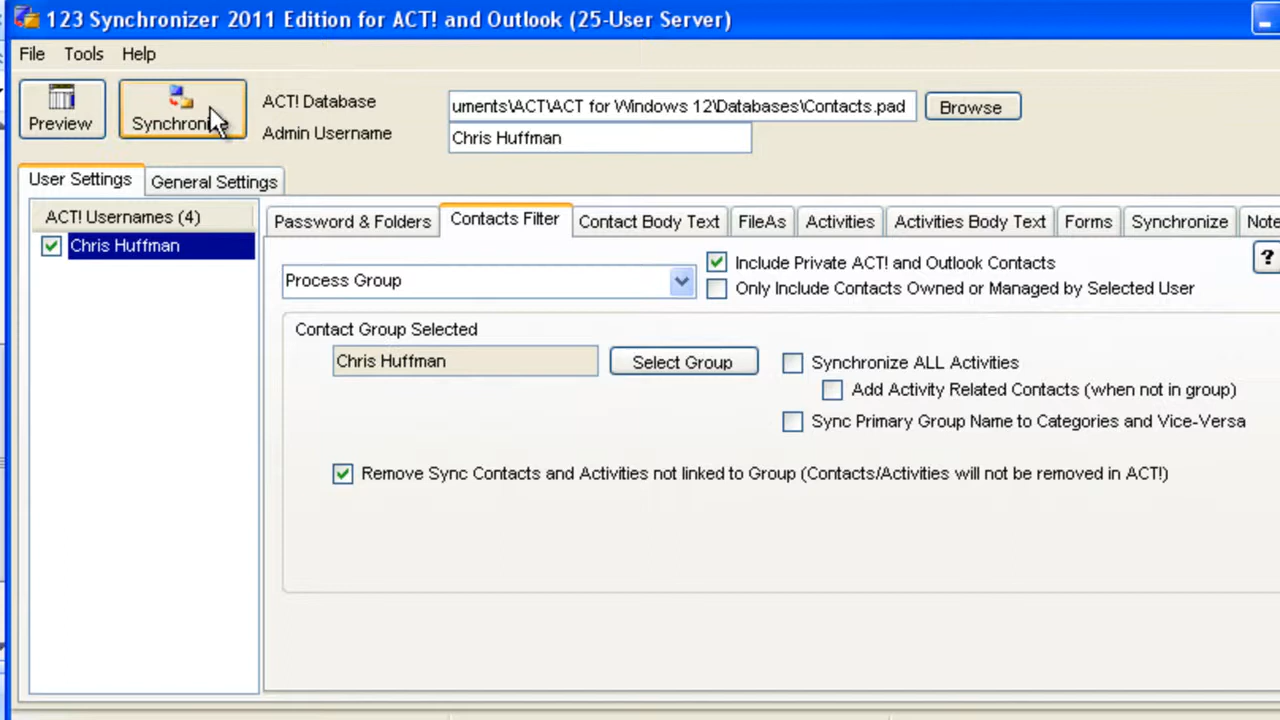 123 Synchronizer 2011 Edition for ACT! and Outlook (25-User Server)
File Tools Help
Preview
ACT! Database
uments\ACT\ACT for Windows 12\Databases\Contacts.pad
Browse
Admin Username
Chris Huffman
User Settings
General Settings
ACT! Usernames (4)
Chris Huffman
Password & Folders
Contacts Filter
Contact Body Text
FileAs
Activities
Activities Body Text
Forms
Synchronize
Note
?
Process Group
Include Private ACT! and Outlook Contacts
Only Include Contacts Owned or Managed by Selected User
Contact Group Selected
Chris Huffman
Select Group
Synchronize ALL Activities
Add Activity Related Contacts (when not in group)
Sync Primary Group Name to Categories and Vice-Versa
Remove Sync Contacts and Activities not linked to Group (Contacts/Activities will not be removed in ACT!)